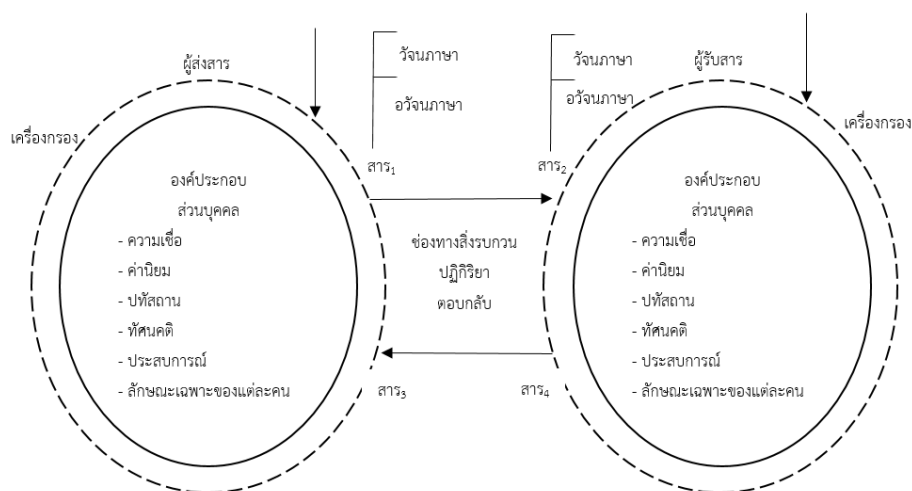 ผู้ส่งสาร
เครื่องกรอง
องค์ประกอบ
ส่วนบุคคล
- ความเชื่อ
- ค่านิยม
- ปทัสถาน
- ทัศนคติ
- ประสบการณ์
- ลักษณะเฉพาะของแต่ละคน
วัจนภาษา
อวัจนภาษา
สาร1
วัจนภาษา
อวัจนภาษา
สาร2
ช่องทางสิ่งรบกวน
ปฏิกิริยา
ตอบกลับ
สาร3
สาร4
ผู้รับสาร
เครื่องกรอง
องค์ประกอบ
ส่วนบุคคล
- ความเชื่อ
- ค่านิยม
- ปทัสถาน
- ทัศนคติ
- ประสบการณ์
- ลักษณะเฉพาะของแต่ละคน